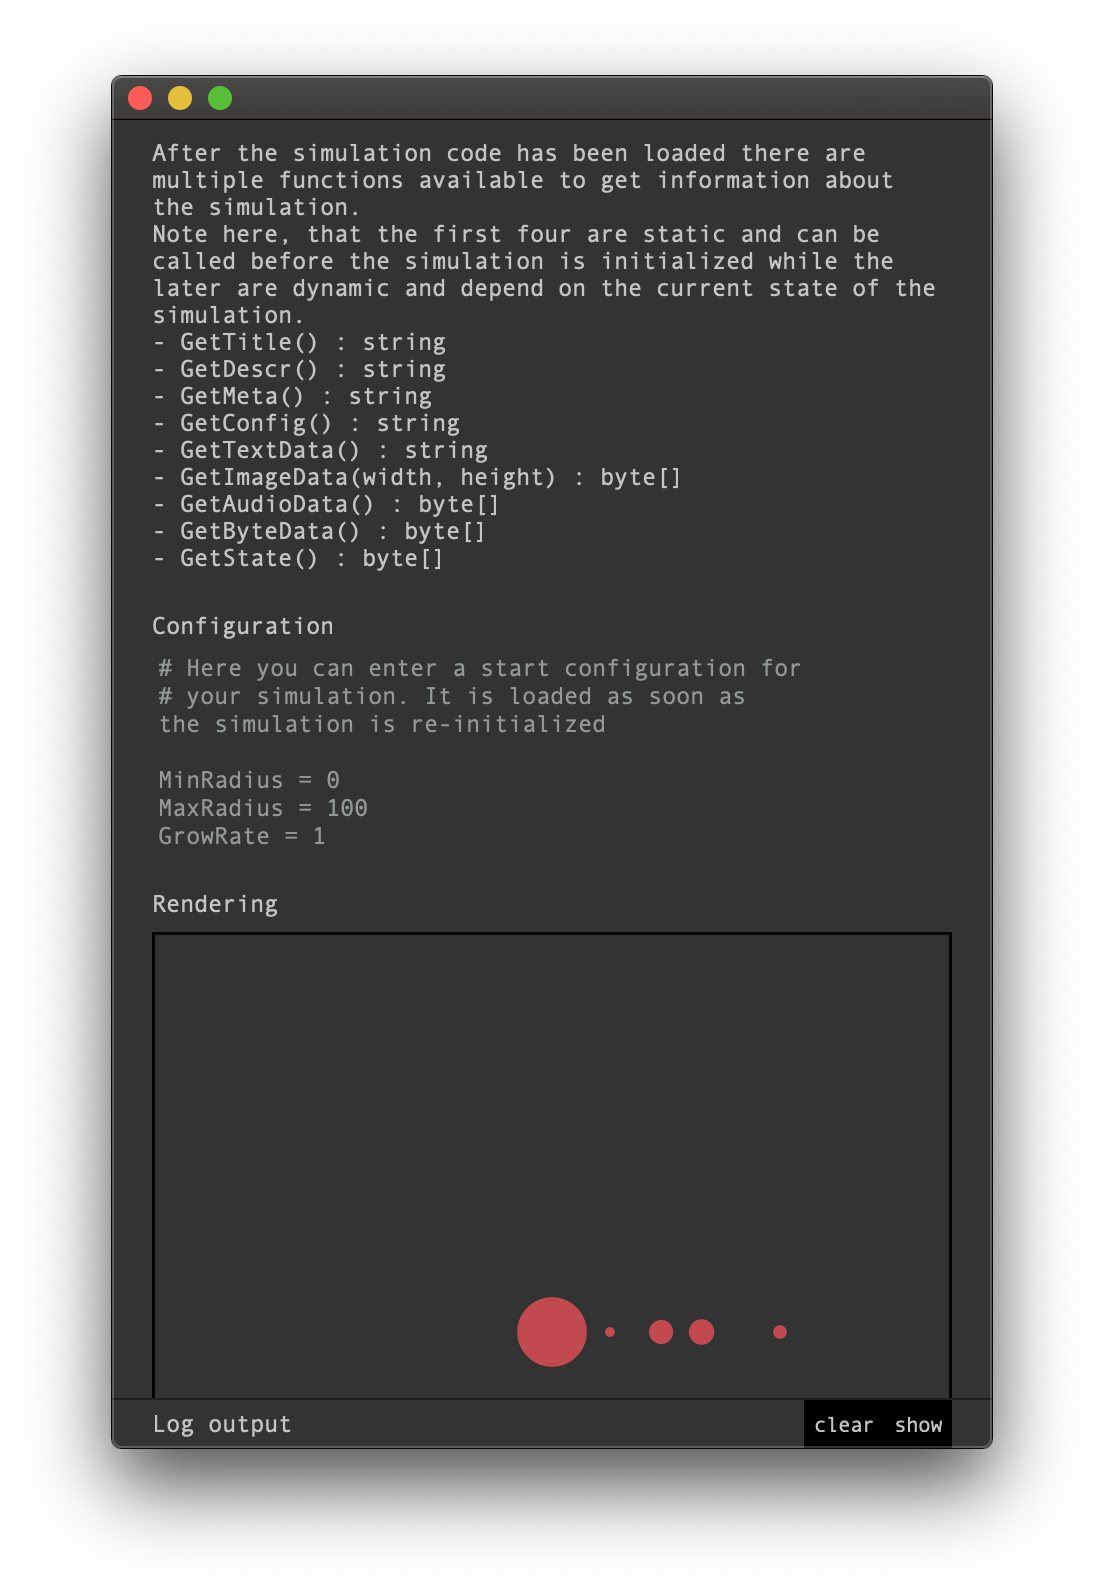 After the simulation code has been loaded there are
multiple functions available to get information about
the simulation.
Note here, that the first four are static and can be
called before the simulation is initialized while the
later are dynamic and depend on the current state of the
simulation.
- GetTitle() : string
- GetDescr() : string
- GetMeta() : string
- GetConfig() : string
- GetTextData() : string
- GetImageData(width, height) : byte[]
- GetAudioData() : byte[]
- GetByteData() : byte[]
- GetState() : byte[]
Configuration
# Here you can enter a start configuration for
# your simulation. It is loaded as soon as
the simulation is re-initialized
MinRadius = 0
MaxRadius = 100
GrowRate = 1
Rendering
Log output
clear show